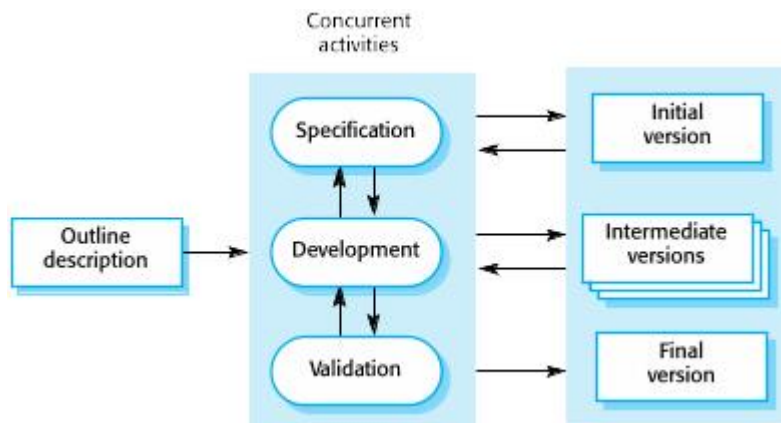 Concurrent
activities
Specification
Initial
version
Outline
description
Development
Intermediate
versions
Validation
Final
version